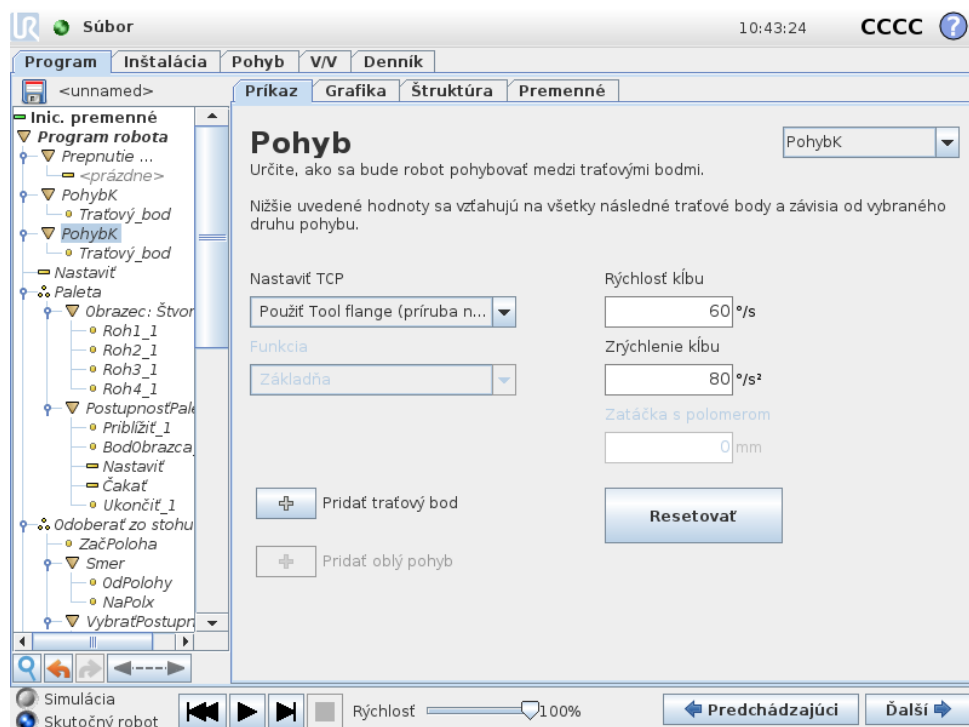 Súbor 10:43:24 CCCC ?
Program Inštalácia Pohyb V/V Denník
<unnamed> Príkaz Grafika Štruktúra Premenné
Inic. premenné
Program robota
Prepnutie ...
<prázdne>
PohybK
Traťový_bod
PohybK
Traťový_bod
Nastaviť
Paleta
Obrazec: Štvor
Roh1_1
Roh2_1
Roh3_1
Roh4_1
PostupnosťPale
Priblížiť_1
BodObrazca_
Nastaviť
Čakať
Ukončiť_1
Odoberať zo stohu
ZačPoloha
Smer
OdPolohy
NaPolx
VybraťPostupn
Pohyb PohybK
Určite, ako sa bude robot pohybovať medzi traťovými bodmi.
Nižšie uvedené hodnoty sa vzťahujú na všetky následné traťové body a závisia od vybraného
druhu pohybu.
Nastaviť TCP Rýchlosť kĺbu
Použiť Tool flange (príruba n... 60 °/s
Funkcia Zrýchlenie kĺbu
Základňa 80 °/s²
Zatáčka s polomerom
0 mm
Pridať traťový bod Resetovať
Pridať oblý pohyb
Simulácia
Skutočný robot Rýchlosť 100% Predchádzajúci Ďalší